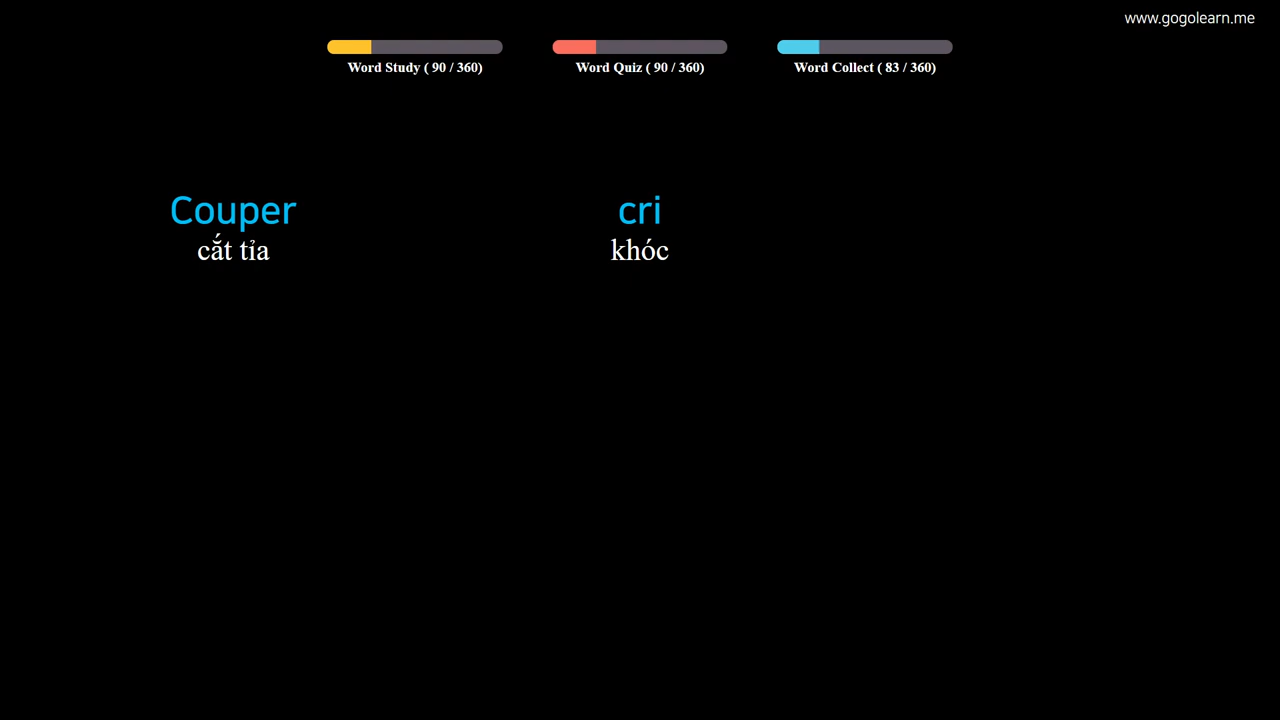 www.gogolearn.me
Word Study ( 90 / 360)
Word Quiz ( 90 / 360)
Word Collect ( 83 / 360)
Couper
cắt tỉa
cri
khóc